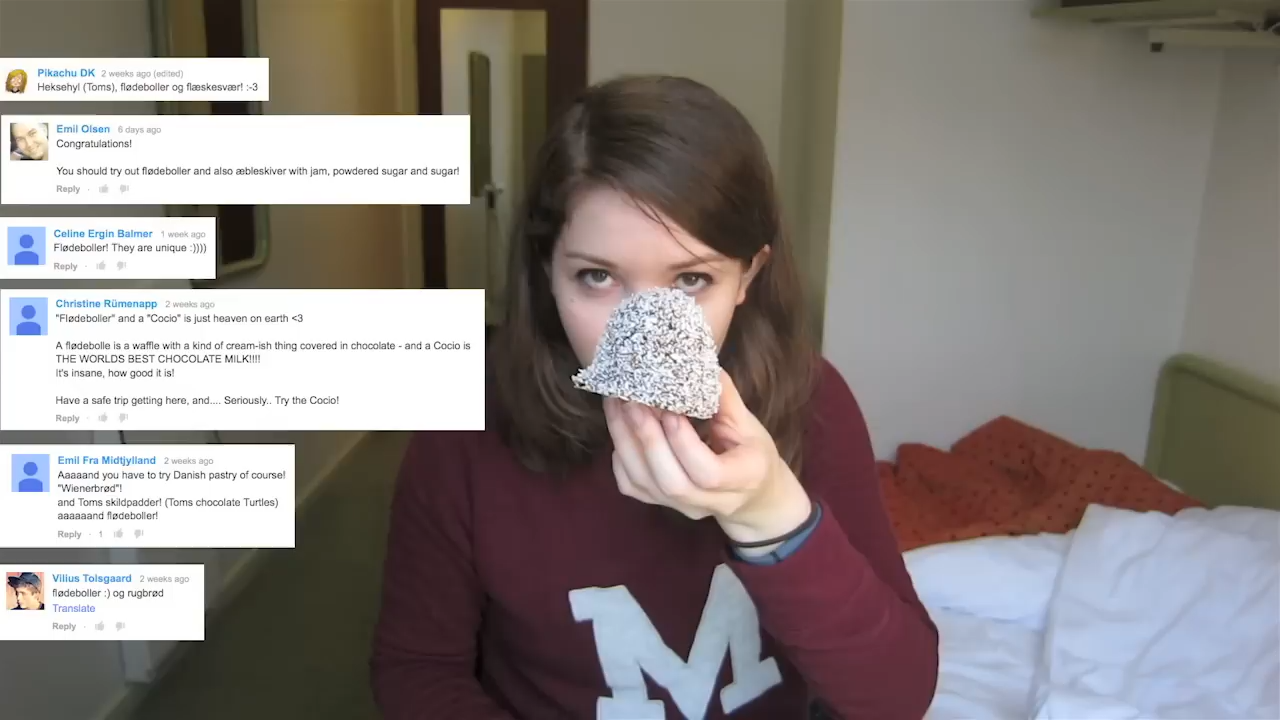 Pikachu DK 2 weeks ago (edited)
Heksehyl (Toms), flødeboller og flæskesvær! :-3
Emil Olsen 6 days ago
Congratulations!
You should try out flødeboller and also æbleskiver with jam, powdered sugar and sugar!
Reply ·
Celine Ergin Balmer 1 week ago
Flødeboller! They are unique :))))
Reply ·
Christine Rümenapp 2 weeks ago
"Flødeboller" and a "Cocio" is just heaven on earth <3
A flødebolle is a waffle with a kind of cream-ish thing covered in chocolate - and a Cocio is
THE WORLDS BEST CHOCOLATE MILK!!!!
It's insane, how good it is!
Have a safe trip getting here, and.... Seriously.. Try the Cocio!
Reply ·
Emil Fra Midtjylland 2 weeks ago
Aaaaand you have to try Danish pastry of course!
"Wienerbrød"!
and Toms skildpadder! (Toms chocolate Turtles)
aaaaaand flødeboller!
Reply · 1
Vilius Tolsgaard 2 weeks ago
flødeboller :) og rugbrød
Translate
Reply ·
M